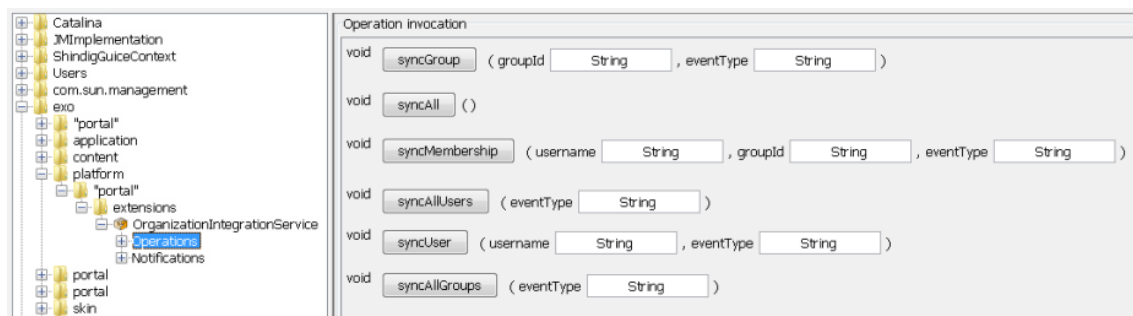 Catalina
JMImplementation
ShindigGuiceContext
Users
com.sun.management
exo
"portal"
application
content
platform
"portal"
extensions
OrganizationIntegrationService
Operations
Notifications
portal
portal
skin
Operation invocation
void syncGroup ( groupId String , eventType String )
void syncAll ()
void syncMembership ( username String , groupId String , eventType String )
void syncAllUsers ( eventType String )
void syncUser ( username String , eventType String )
void syncAllGroups ( eventType String )